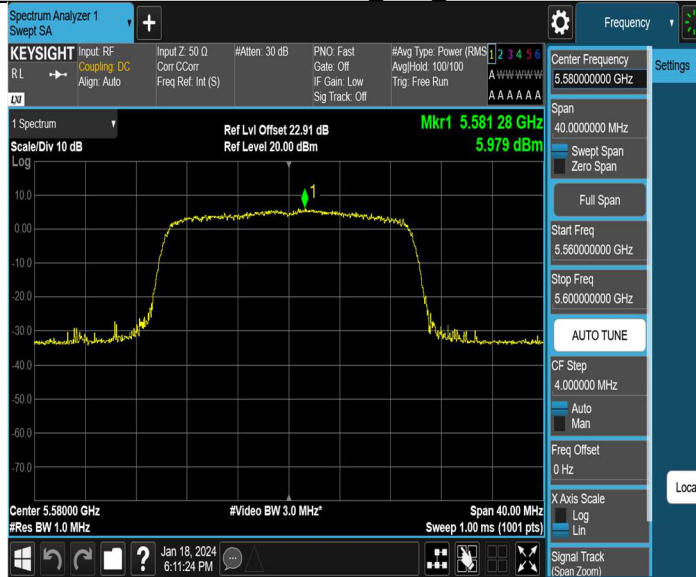 Spectrum Analyzer 1
Swept SA
Frequency
KEYSIGHT
RL
LXI
Input: RF
Coupling: DC
Align: Auto
Input Z: 50 Ω
Corr CCorr
Freq Ref: Int (S)
#Atten: 30 dB
PNO: Fast
Gate: Off
IF Gain: Low
Sig Track: Off
#Avg Type: Power (RMS
Avg|Hold: 100/100
Trig: Free Run
1 2 3 4 5 6
A W W W W W
A A A A A A
1 Spectrum
Scale/Div 10 dB
Log
Ref Lvl Offset 22.91 dB
Ref Level 20.00 dBm
Mkr1 5.581 28 GHz
5.979 dBm
1
10.0
0.00
-10.0
-20.0
-30.0
-40.0
-50.0
-60.0
-70.0
Center 5.58000 GHz
#Res BW 1.0 MHz
#Video BW 3.0 MHz*
Span 40.00 MHz
Sweep 1.00 ms (1001 pts)
?
Jan 18, 2024
6:11:24 PM
Center Frequency
5.580000000 GHz
Span
40.0000000 MHz
Swept Span
Zero Span
Full Span
Start Freq
5.560000000 GHz
Stop Freq
5.600000000 GHz
AUTO TUNE
CF Step
4.000000 MHz
Auto
Man
Freq Offset
0 Hz
X Axis Scale
Log
Lin
Signal Track
(Span Zoom)
Settings
Loca